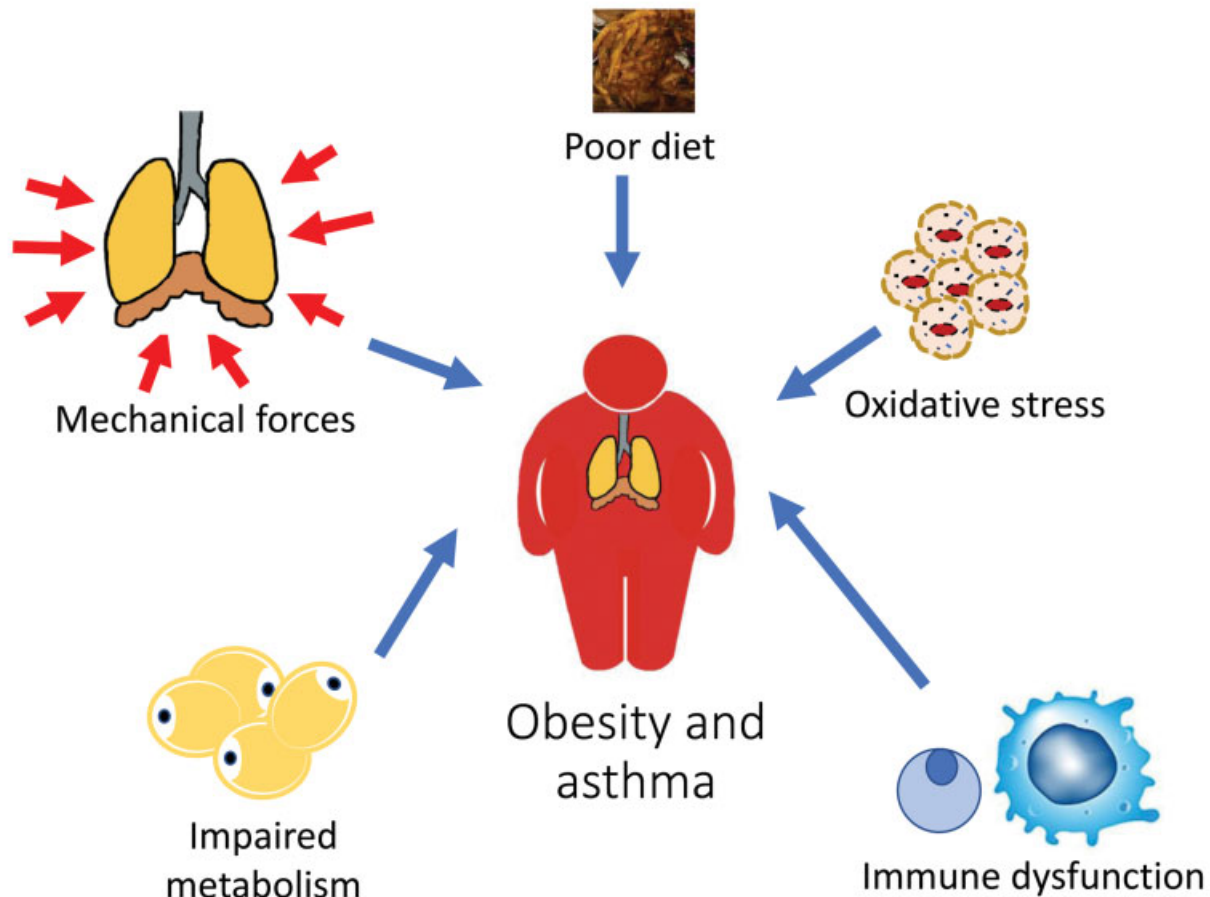 Poor diet
Mechanical forces
Oxidative stress
Obesity and
asthma
Impaired
metabolism
Immune dysfunction